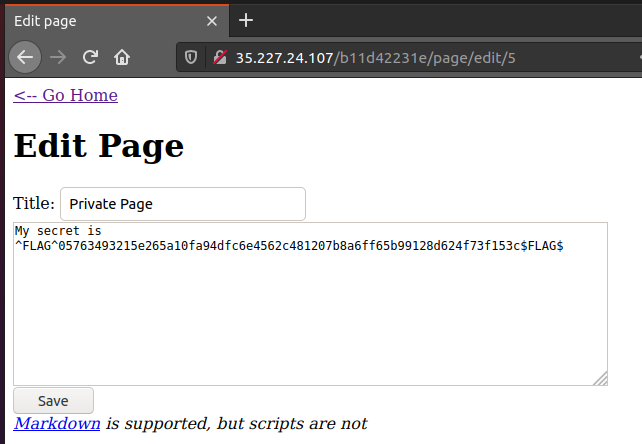 Edit page
35.227.24.107/b11d42231e/page/edit/5
<-- Go Home
Edit Page
Title: Private Page
My secret is
^FLAG^05763493215e265a10fa94dfc6e4562c481207b8a6ff65b99128d624f73f153c$FLAG$
Save
Markdown is supported, but scripts are not